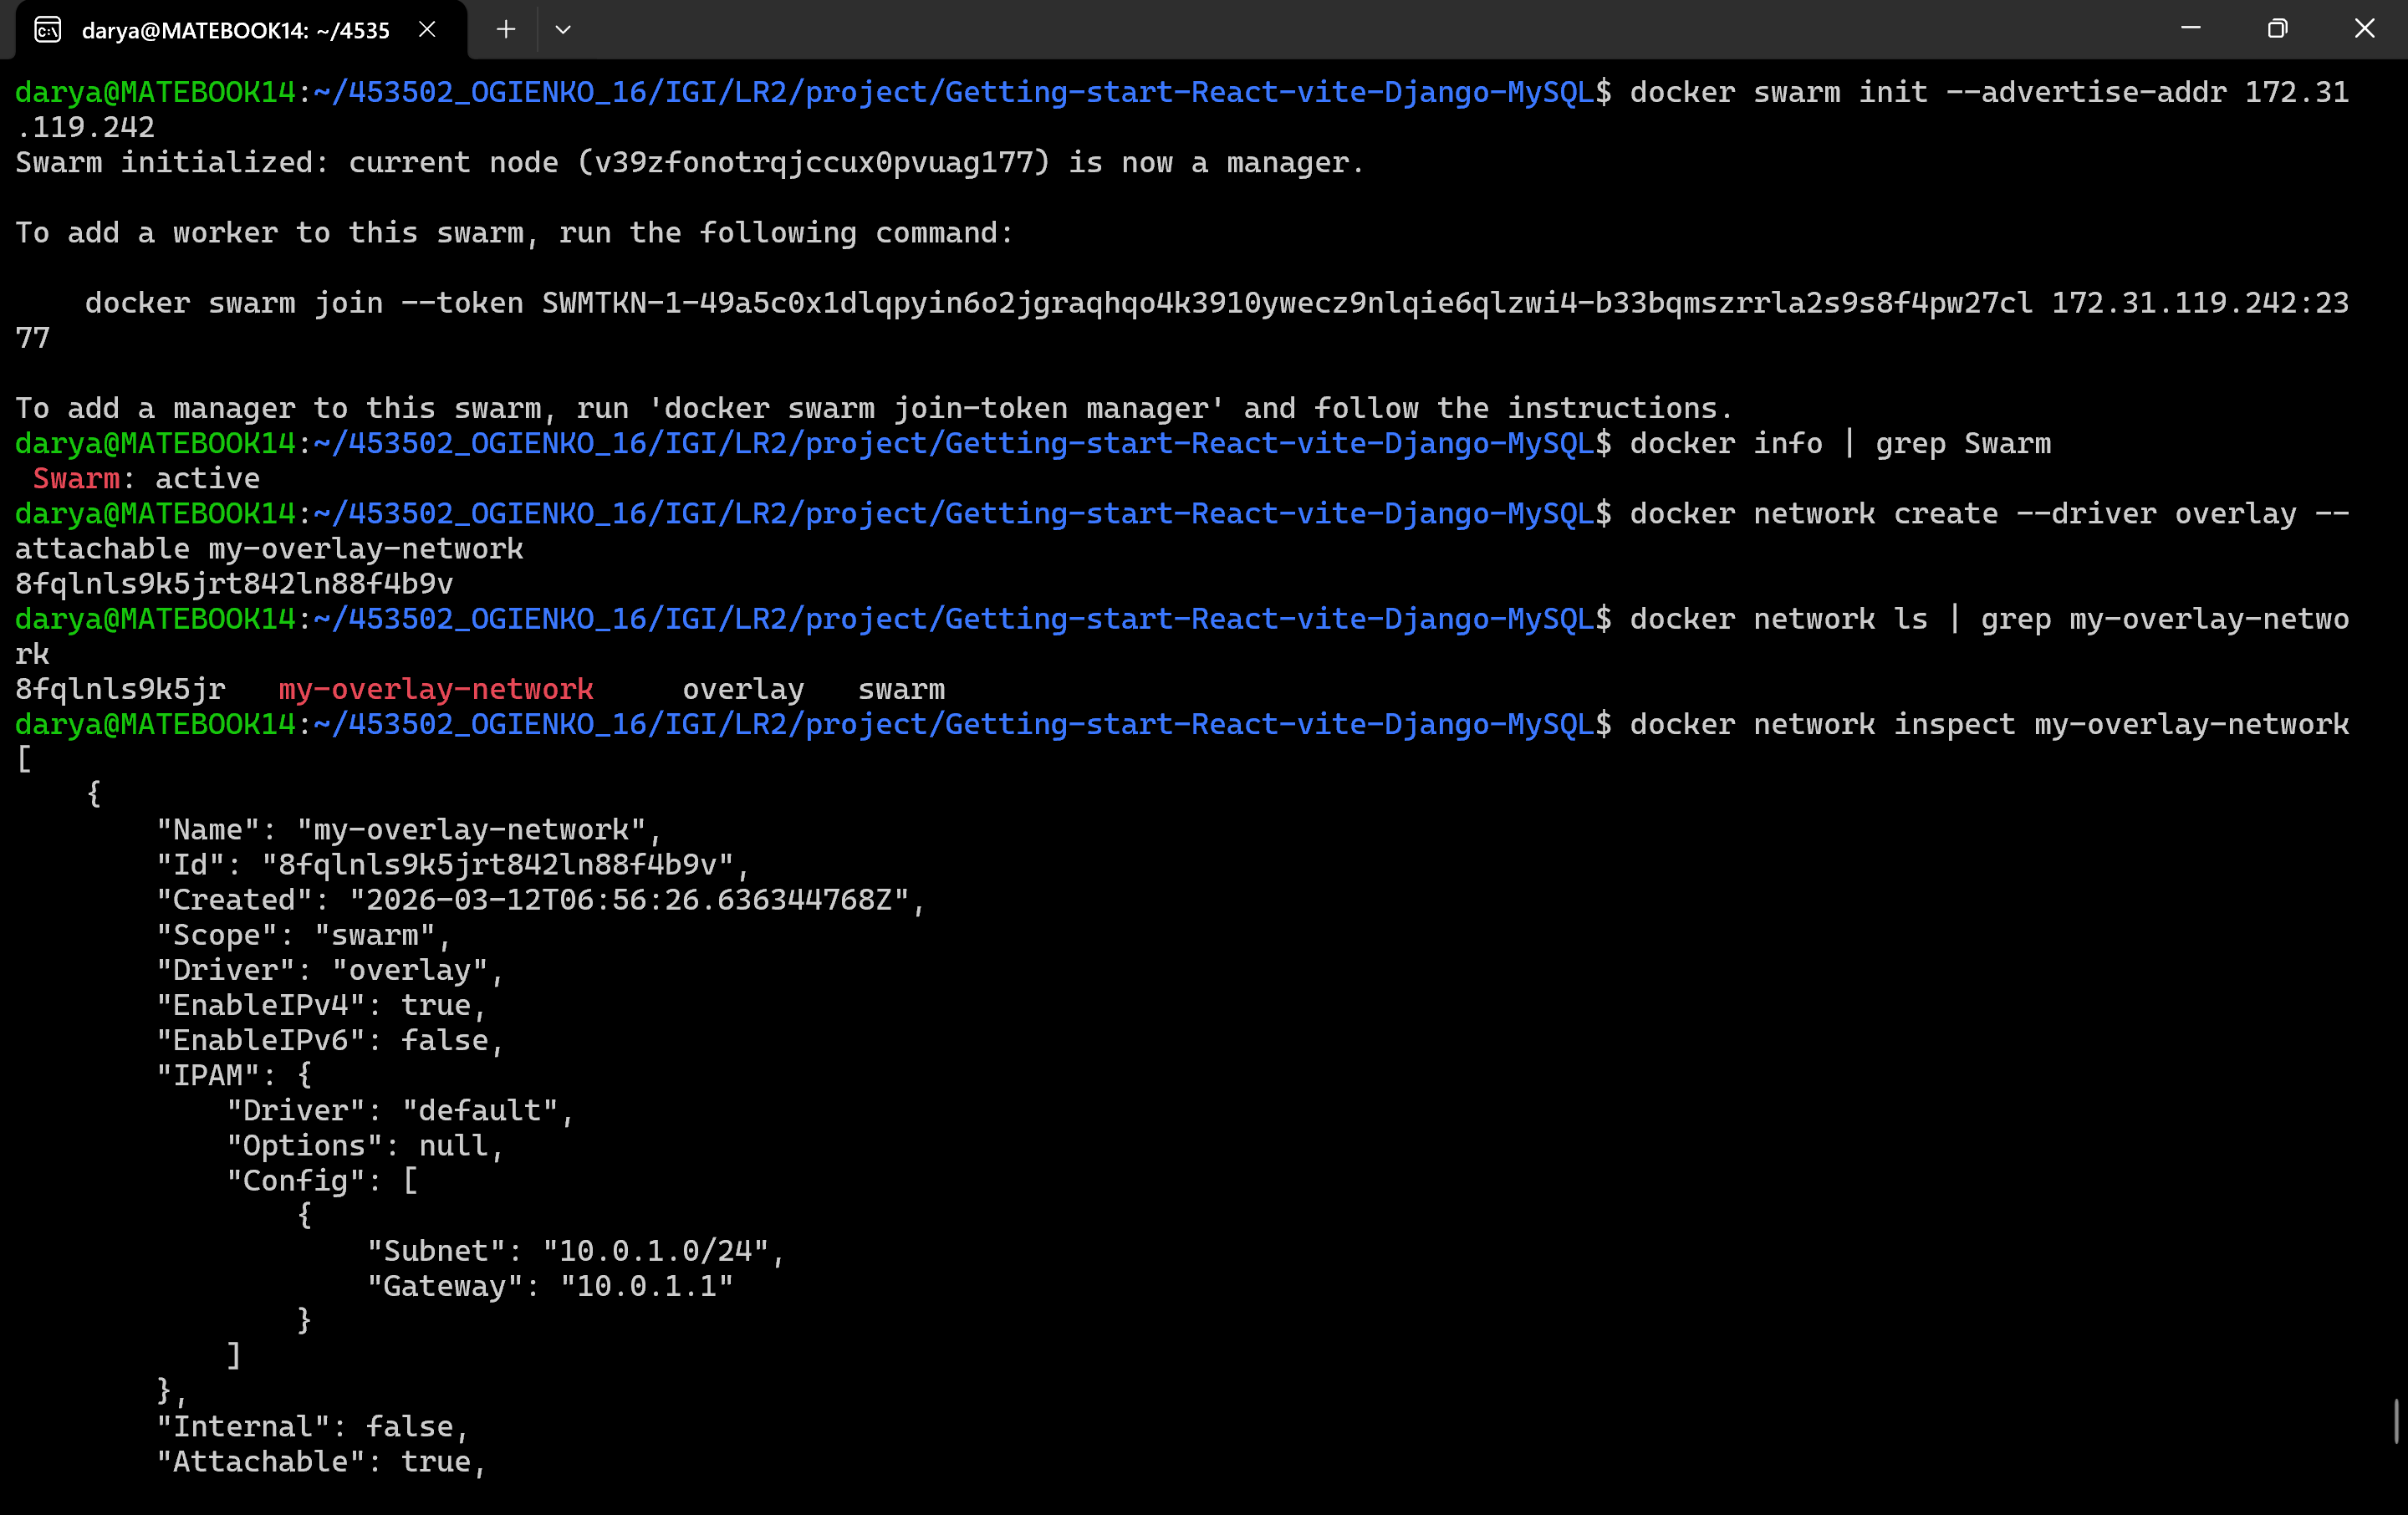 darya@MATEBOOK14: ~/4535
darya@MATEBOOK14:~/453502_OGIENKO_16/IGI/LR2/project/Getting-start-React-vite-Django-MySQL$ docker swarm init --advertise-addr 172.31
.119.242
Swarm initialized: current node (v39zfonotrqjccux0pvuag177) is now a manager.
To add a worker to this swarm, run the following command:
    docker swarm join --token SWMTKN-1-49a5c0x1dlqpyin6o2jgraqhqo4k3910ywecz9nlqie6qlzwi4-b33bqmszrrla2s9s8f4pw27cl 172.31.119.242:23
77
To add a manager to this swarm, run 'docker swarm join-token manager' and follow the instructions.
darya@MATEBOOK14:~/453502_OGIENKO_16/IGI/LR2/project/Getting-start-React-vite-Django-MySQL$ docker info | grep Swarm
 Swarm: active
darya@MATEBOOK14:~/453502_OGIENKO_16/IGI/LR2/project/Getting-start-React-vite-Django-MySQL$ docker network create --driver overlay --
attachable my-overlay-network
8fqlnls9k5jrt842ln88f4b9v
darya@MATEBOOK14:~/453502_OGIENKO_16/IGI/LR2/project/Getting-start-React-vite-Django-MySQL$ docker network ls | grep my-overlay-netwo
rk
8fqlnls9k5jr   my-overlay-network     overlay   swarm
darya@MATEBOOK14:~/453502_OGIENKO_16/IGI/LR2/project/Getting-start-React-vite-Django-MySQL$ docker network inspect my-overlay-network
[
    {
        "Name": "my-overlay-network",
        "Id": "8fqlnls9k5jrt842ln88f4b9v",
        "Created": "2026-03-12T06:56:26.636344768Z",
        "Scope": "swarm",
        "Driver": "overlay",
        "EnableIPv4": true,
        "EnableIPv6": false,
        "IPAM": {
            "Driver": "default",
            "Options": null,
            "Config": [
                {
                    "Subnet": "10.0.1.0/24",
                    "Gateway": "10.0.1.1"
                }
            ]
        },
        "Internal": false,
        "Attachable": true,